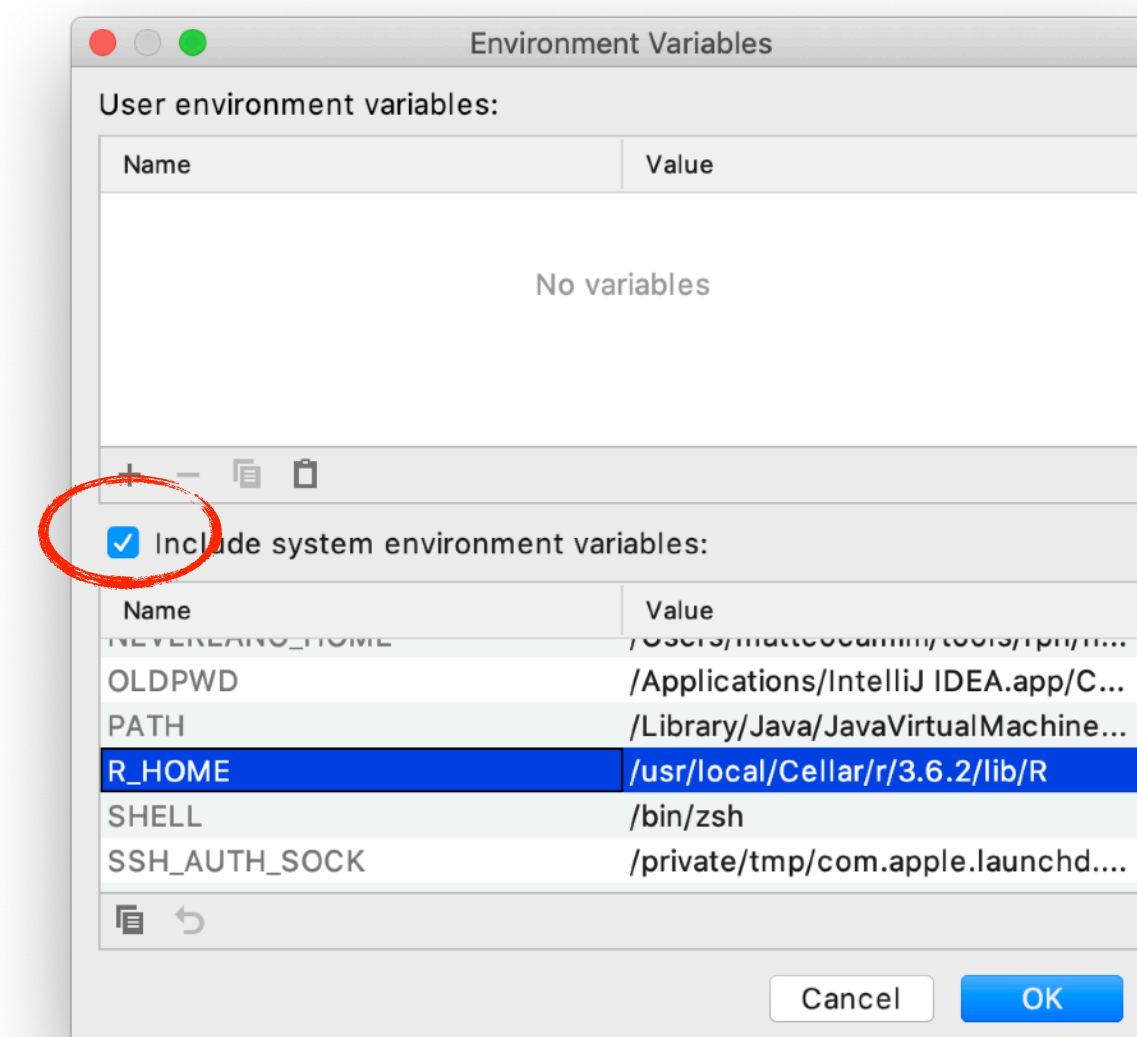 Environment Variables
User environment variables:
Name Value
No variables
Include system environment variables:
Name Value
NEVERLANG_HOME
OLDPWD /Applications/IntelliJ IDEA.app/C...
PATH /Library/Java/JavaVirtualMachine...
R_HOME /usr/local/Cellar/r/3.6.2/lib/R
SHELL /bin/zsh
SSH_AUTH_SOCK /private/tmp/com.apple.launchd....
Cancel OK